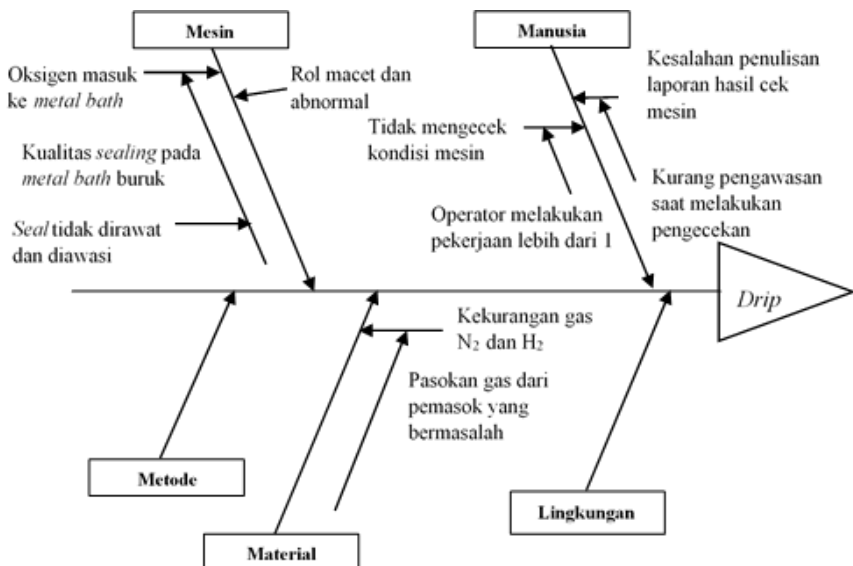 Mesin
Manusia
Oksigen masuk
ke metal bath
Rol macet dan
abnormal
Kesalahan penulisan
laporan hasil cek
mesin
Tidak mengecek
kondisi mesin
Kualitas sealing pada
metal bath buruk
Kurang pengawasan
saat melakukan
pengecekan
Seal tidak dirawat
dan diawasi
Operator melakukan
pekerjaan lebih dari 1
Drip
Kekurangan gas
N₂ dan H₂
Pasokan gas dari
pemasok yang
bermasalah
Metode
Material
Lingkungan